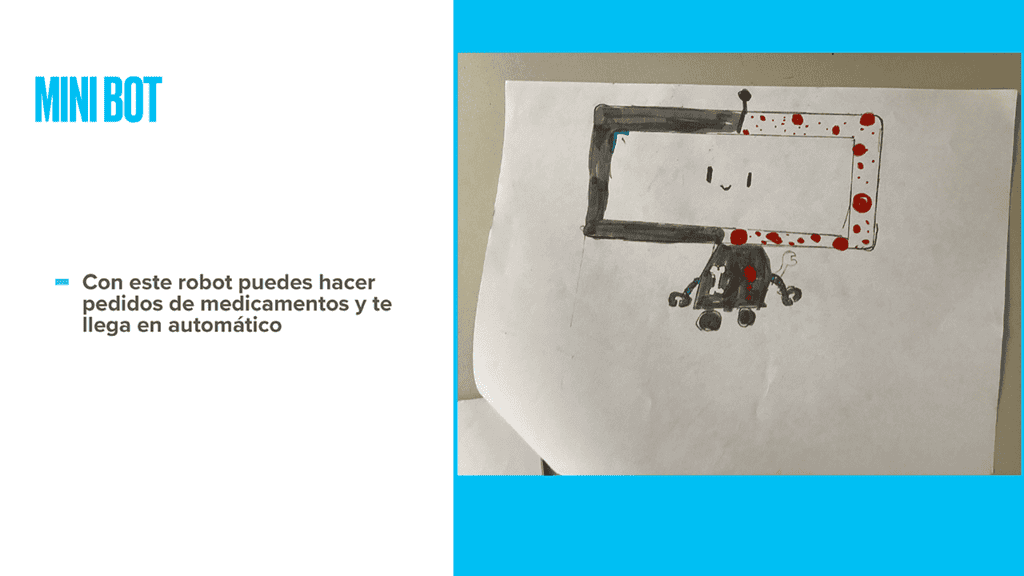 MINI BOT
Con este robot puedes hacer
pedidos de medicamentos y te
llega en automático